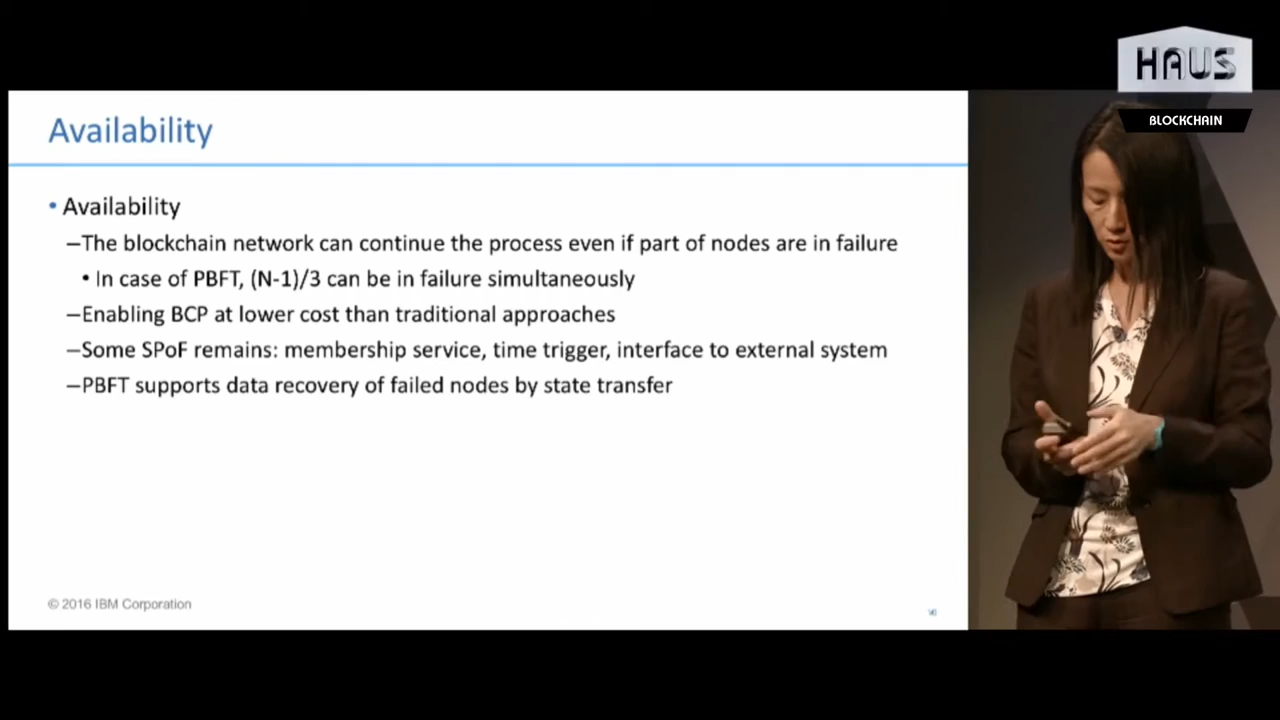 HAUS
BLOCKCHAIN
Availability
• Availability
–The blockchain network can continue the process even if part of nodes are in failure
• In case of PBFT, (N-1)/3 can be in failure simultaneously
–Enabling BCP at lower cost than traditional approaches
–Some SPoF remains: membership service, time trigger, interface to external system
–PBFT supports data recovery of failed nodes by state transfer
© 2016 IBM Corporation